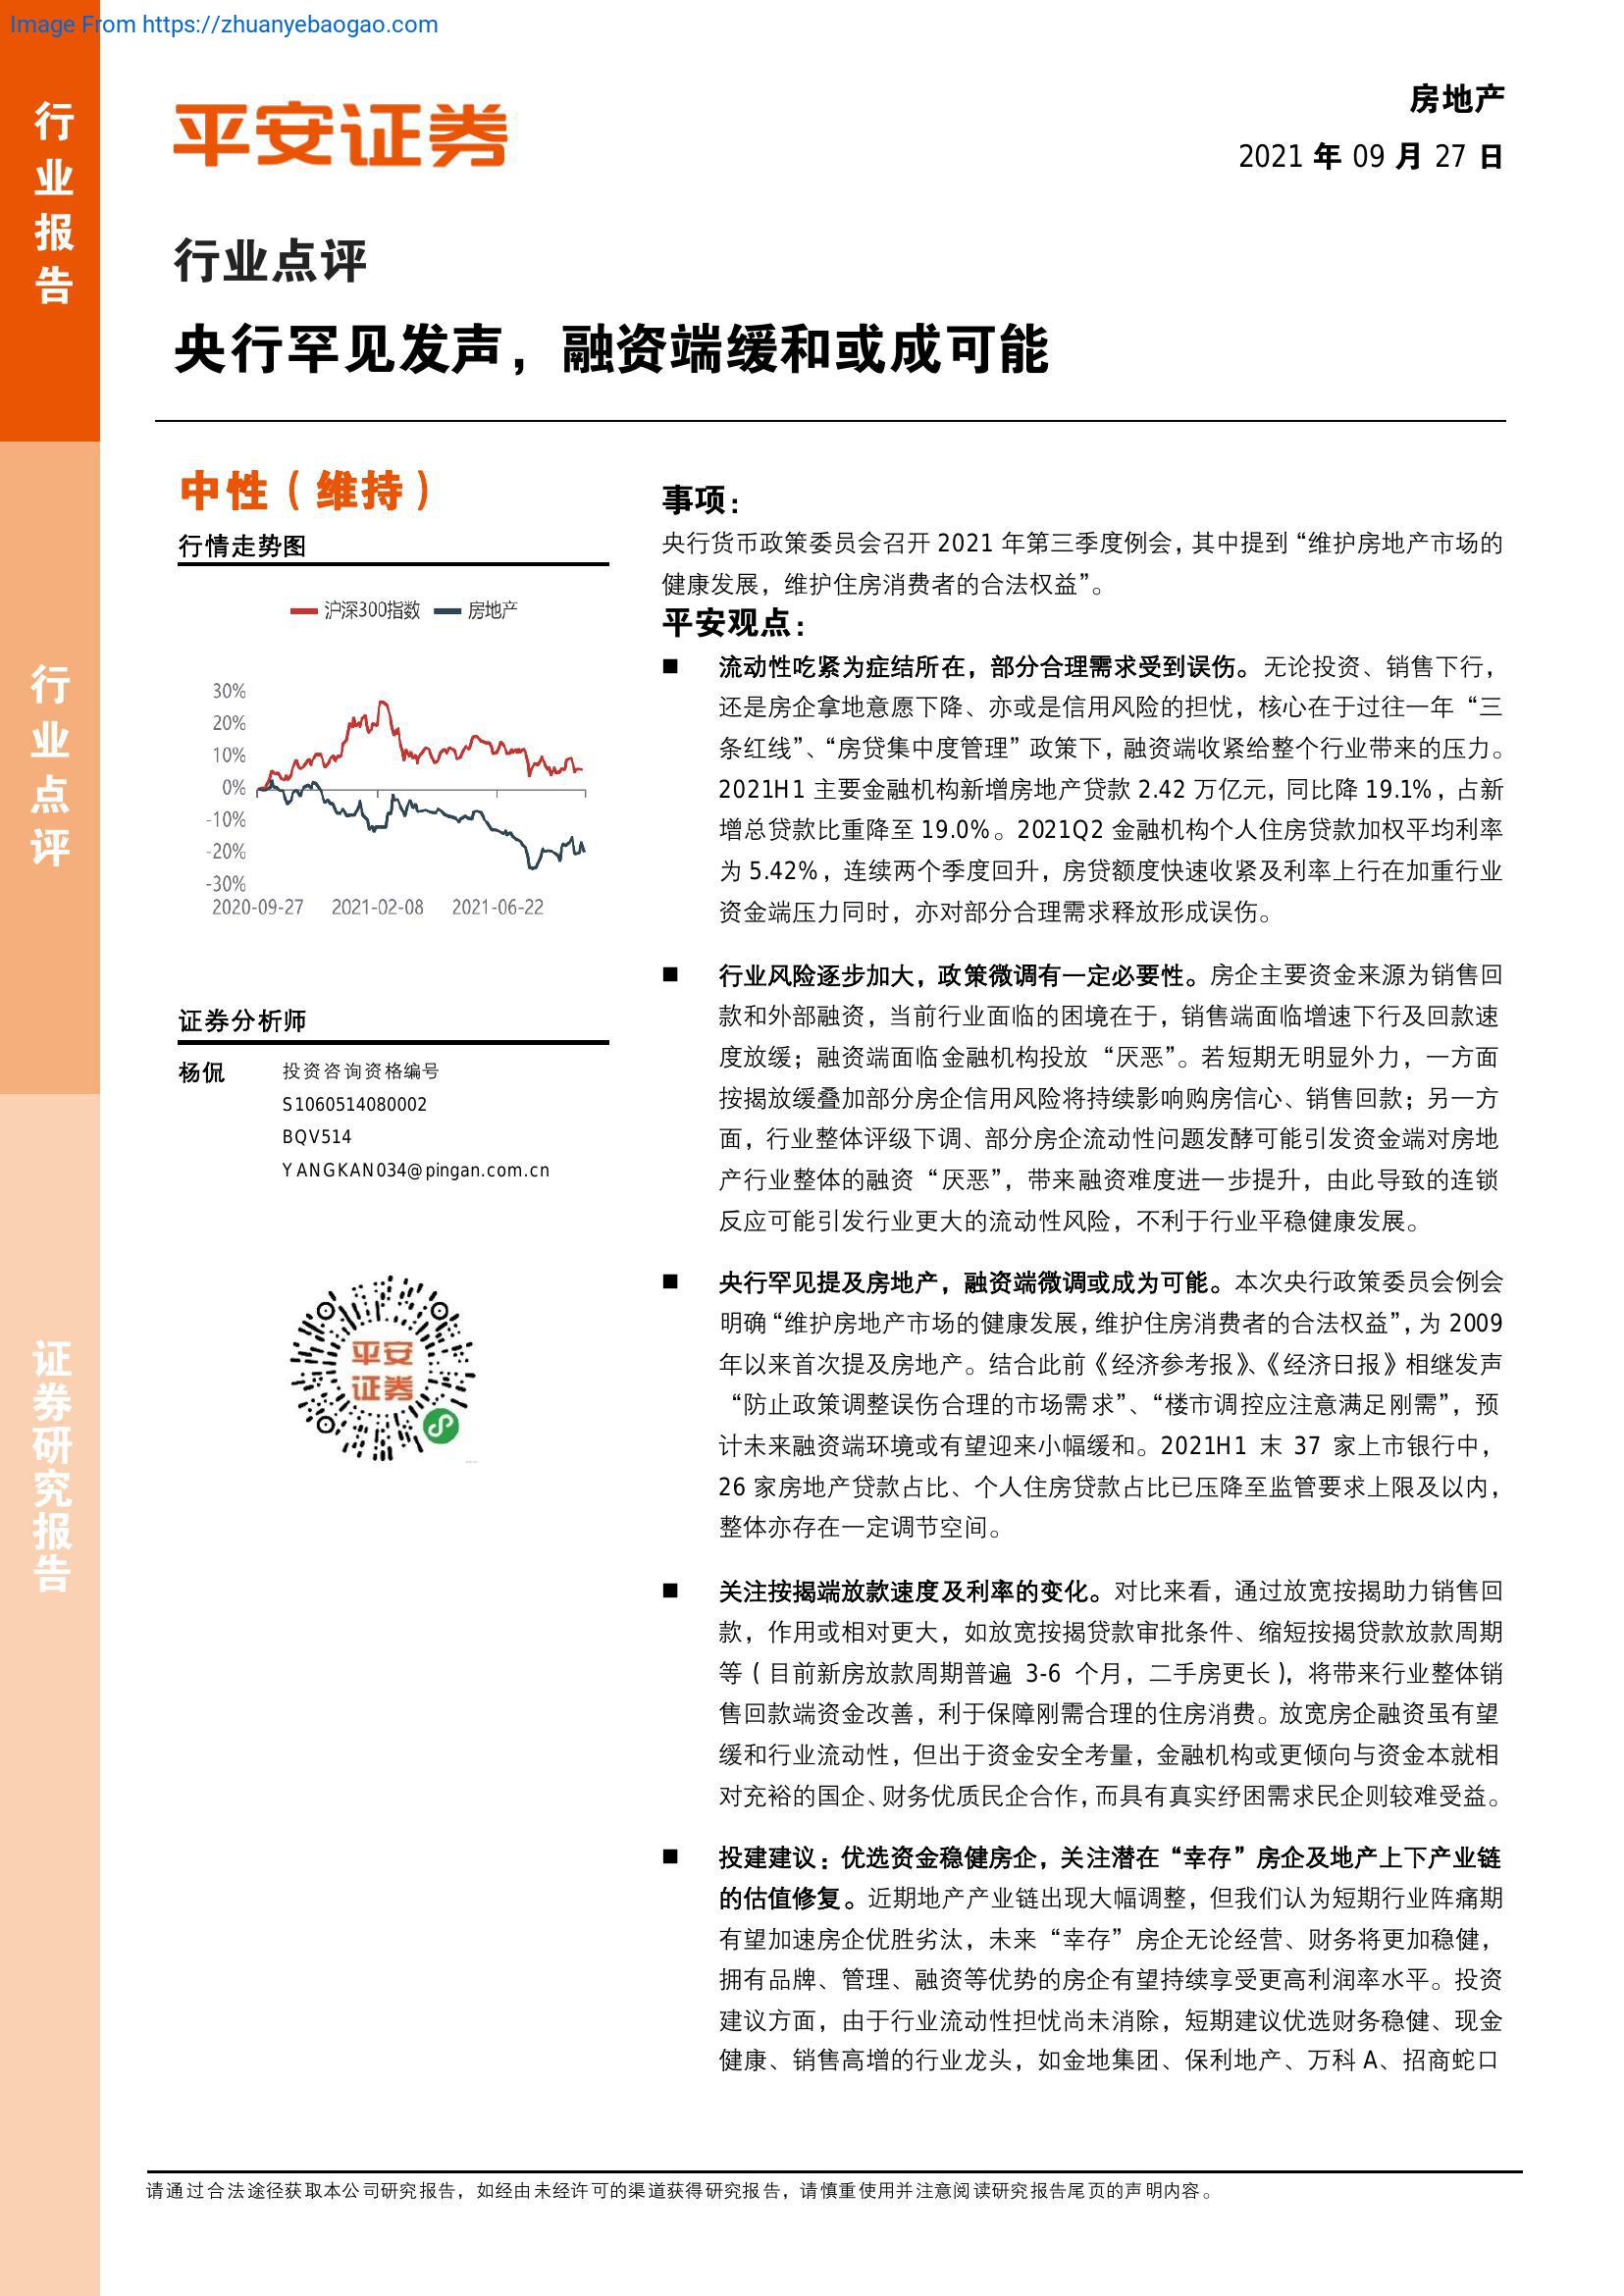 Image From https://zhuanyebaogao.com
行业报告
行业点评
证券研究报告
平安证券
房地产
2021 年 09 月 27 日
行业点评
央行罕见发声，融资端缓和或成可能
中性（维持）
行情走势图
沪深300指数 房地产
30%
20%
10%
0%
-10%
-20%
-30%
2020-09-27 2021-02-08 2021-06-22
证券分析师
杨侃 投资咨询资格编号
S1060514080002
BQV514
YANGKAN034@pingan.com.cn
平安
证券
事项：
央行货币政策委员会召开 2021 年第三季度例会，其中提到“维护房地产市场的
健康发展，维护住房消费者的合法权益”。
平安观点：
■ 流动性吃紧为症结所在，部分合理需求受到误伤。无论投资、销售下行，
还是房企拿地意愿下降、亦或是信用风险的担忧，核心在于过往一年“三
条红线”、“房贷集中度管理”政策下，融资端收紧给整个行业带来的压力。
2021H1 主要金融机构新增房地产贷款 2.42 万亿元，同比降 19.1%，占新
增总贷款比重降至 19.0%。2021Q2 金融机构个人住房贷款加权平均利率
为 5.42%，连续两个季度回升，房贷额度快速收紧及利率上行在加重行业
资金端压力同时，亦对部分合理需求释放形成误伤。
■ 行业风险逐步加大，政策微调有一定必要性。房企主要资金来源为销售回
款和外部融资，当前行业面临的困境在于，销售端面临增速下行及回款速
度放缓；融资端面临金融机构投放“厌恶”。若短期无明显外力，一方面
按揭放缓叠加部分房企信用风险将持续影响购房信心、销售回款；另一方
面，行业整体评级下调、部分房企流动性问题发酵可能引发资金端对房地
产行业整体的融资“厌恶”，带来融资难度进一步提升，由此导致的连锁
反应可能引发行业更大的流动性风险，不利于行业平稳健康发展。
■ 央行罕见提及房地产，融资端微调或成为可能。本次央行政策委员会例会
明确“维护房地产市场的健康发展，维护住房消费者的合法权益”，为 2009
年以来首次提及房地产。结合此前《经济参考报》、《经济日报》相继发声
“防止政策调整误伤合理的市场需求”、“楼市调控应注意满足刚需”，预
计未来融资端环境或有望迎来小幅缓和。2021H1 末 37 家上市银行中，
26 家房地产贷款占比、个人住房贷款占比已压降至监管要求上限及以内，
整体亦存在一定调节空间。
■ 关注按揭端放款速度及利率的变化。对比来看，通过放宽按揭助力销售回
款，作用或相对更大，如放宽按揭贷款审批条件、缩短按揭贷款放款周期
等（目前新房放款周期普遍 3-6 个月，二手房更长），将带来行业整体销
售回款端资金改善，利于保障刚需合理的住房消费。放宽房企融资虽有望
缓和行业流动性，但出于资金安全考量，金融机构或更倾向与资金本就相
对充裕的国企、财务优质民企合作，而具有真实纾困需求民企则较难受益。
■ 投建建议：优选资金稳健房企，关注潜在“幸存”房企及地产上下产业链
的估值修复。近期地产产业链出现大幅调整，但我们认为短期行业阵痛期
有望加速房企优胜劣汰，未来“幸存”房企无论经营、财务将更加稳健，
拥有品牌、管理、融资等优势的房企有望持续享受更高利润率水平。投资
建议方面，由于行业流动性担忧尚未消除，短期建议优选财务稳健、现金
健康、销售高增的行业龙头，如金地集团、保利地产、万科 A、招商蛇口
请通过合法途径获取本公司研究报告，如经由未经许可的渠道获得研究报告，请慎重使用并注意阅读研究报告尾页的声明内容。